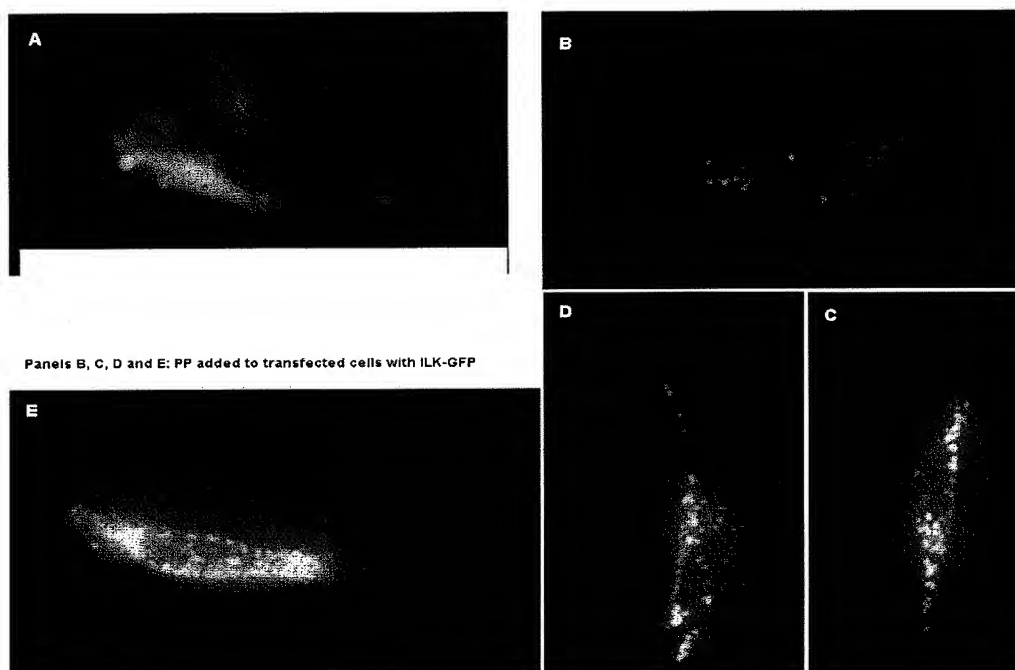 A
B
D
C
Panels B, C, D and E: PP added to transfected cells with ILK-GFP
E